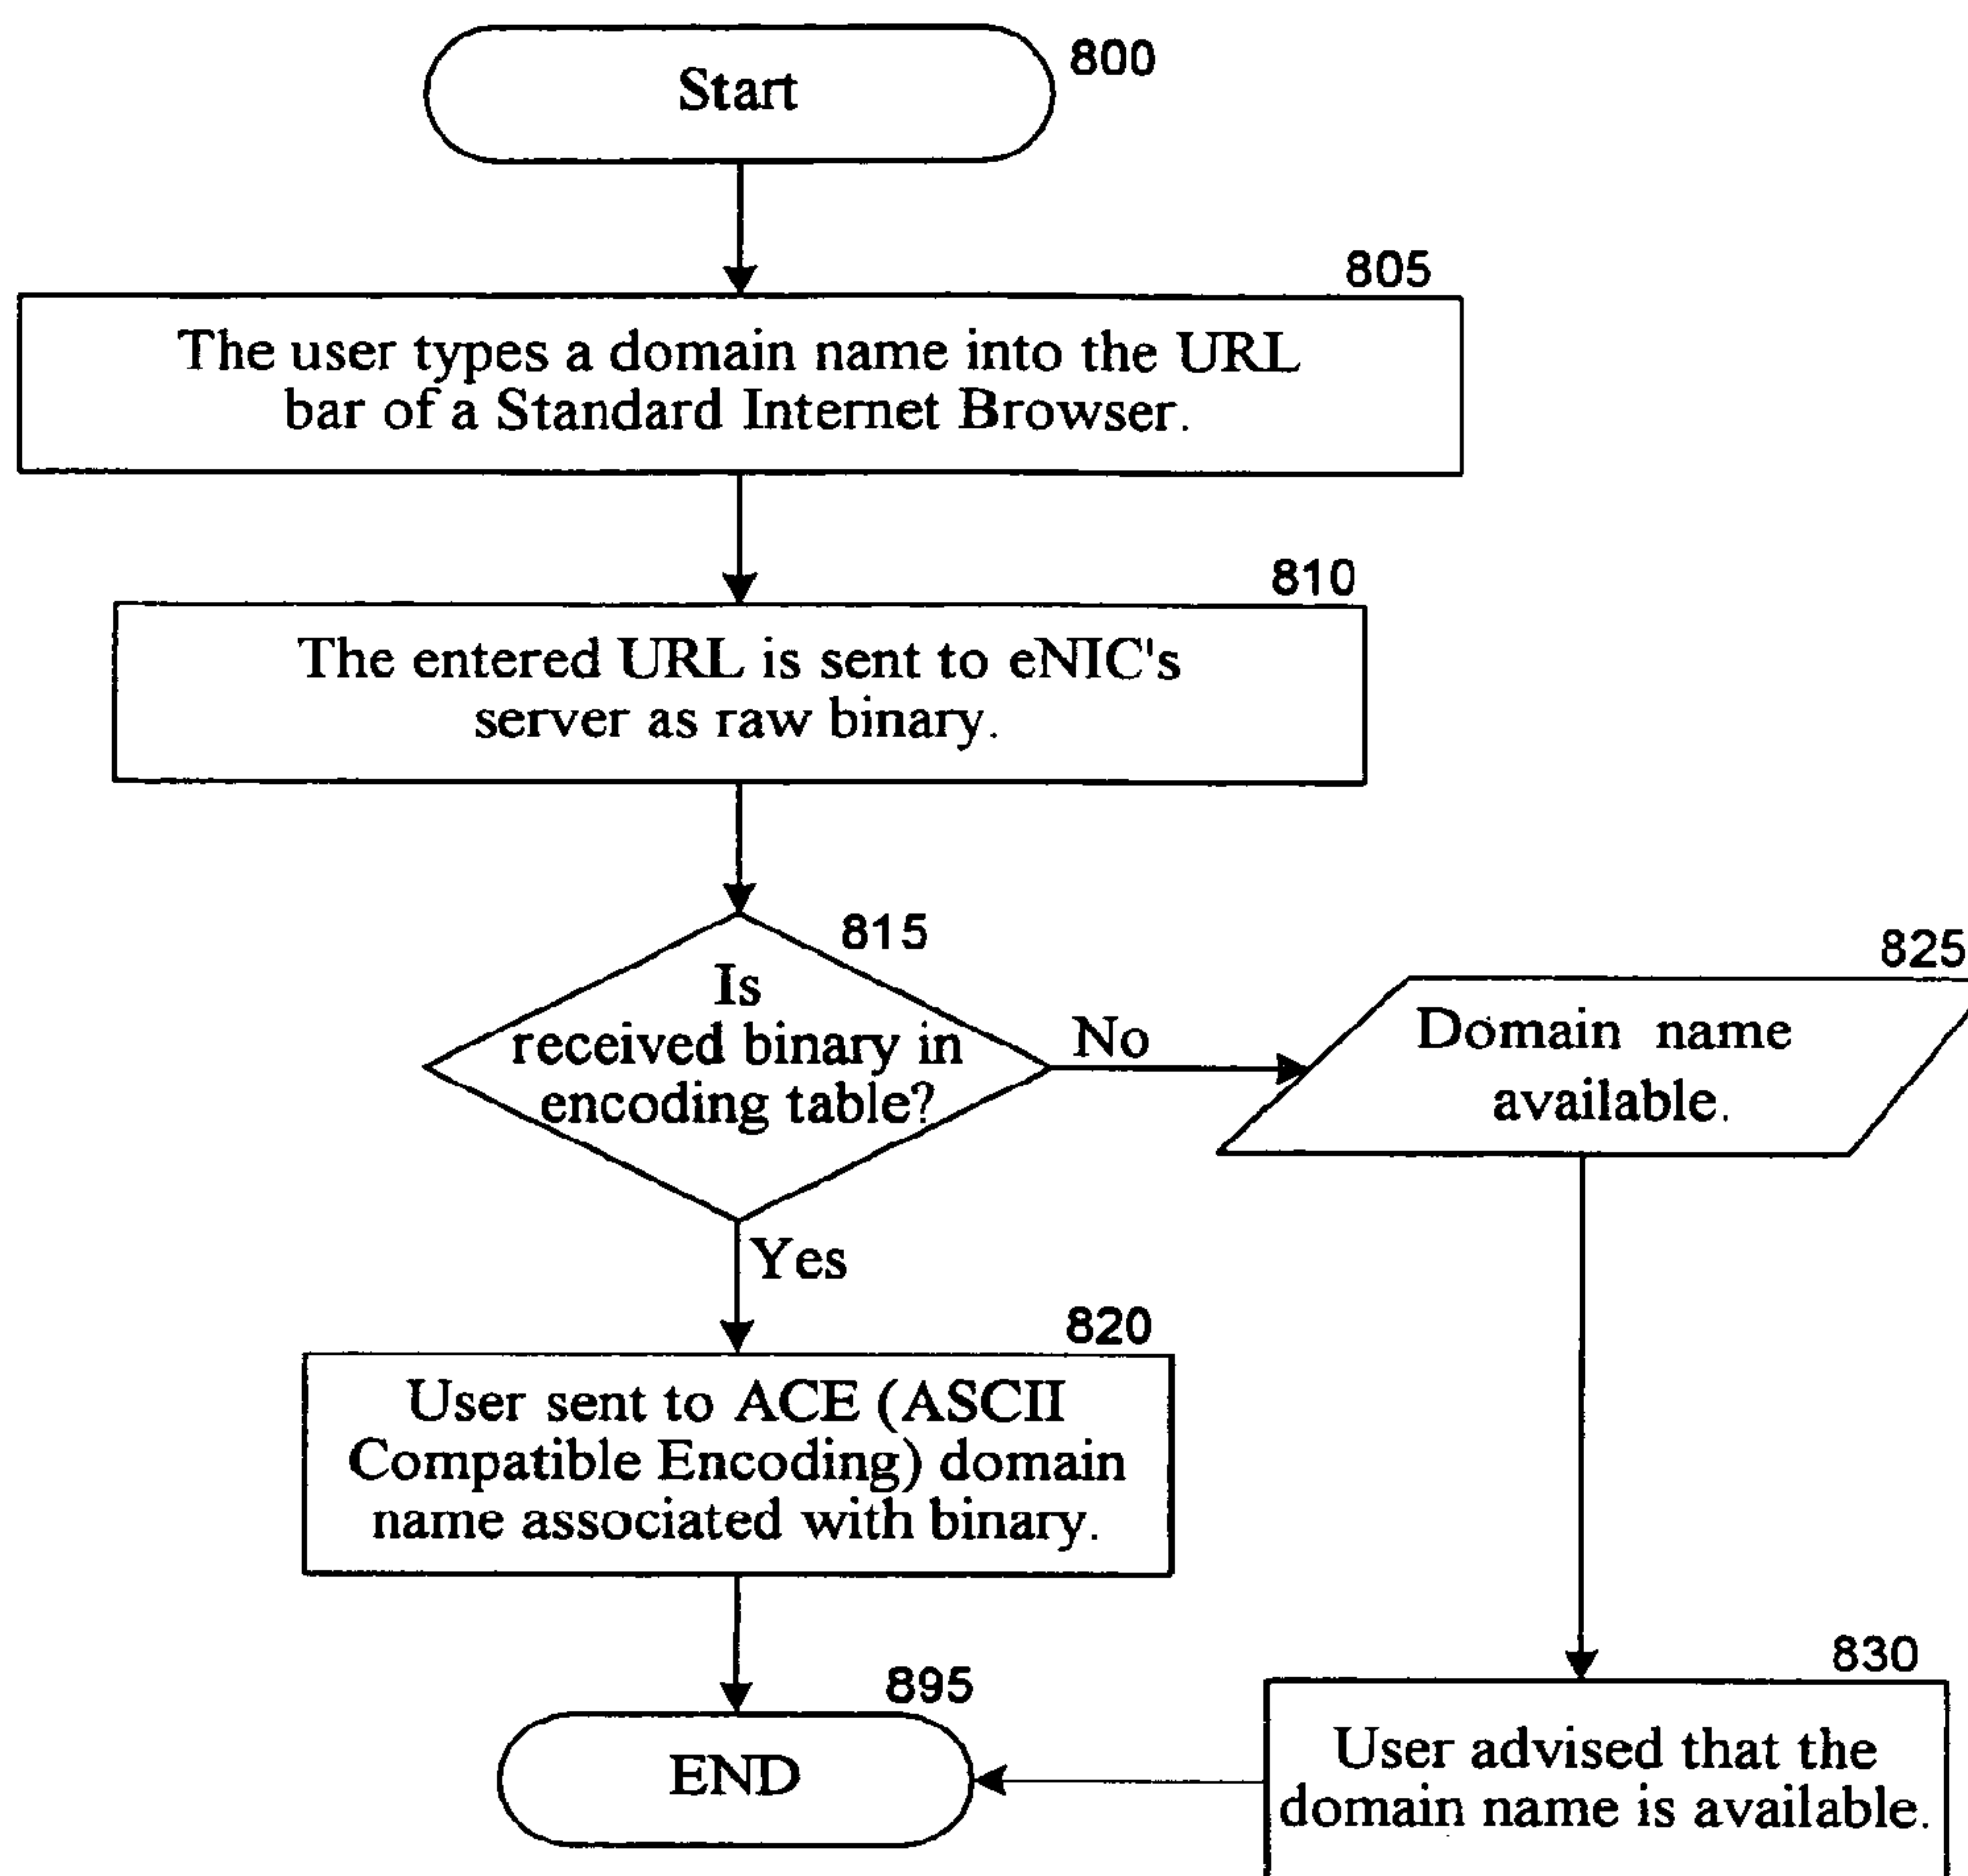 Start
800
805
The user types a domain name into the URL
bar of a Standard Internet Browser.
810
The entered URL is sent to eNIC's
server as raw binary.
815
Is
received binary in
encoding table?
No
825
Domain name
available.
Yes
820
User sent to ACE (ASCII
Compatible Encoding) domain
name associated with binary.
895
END
830
User advised that the
domain name is available.